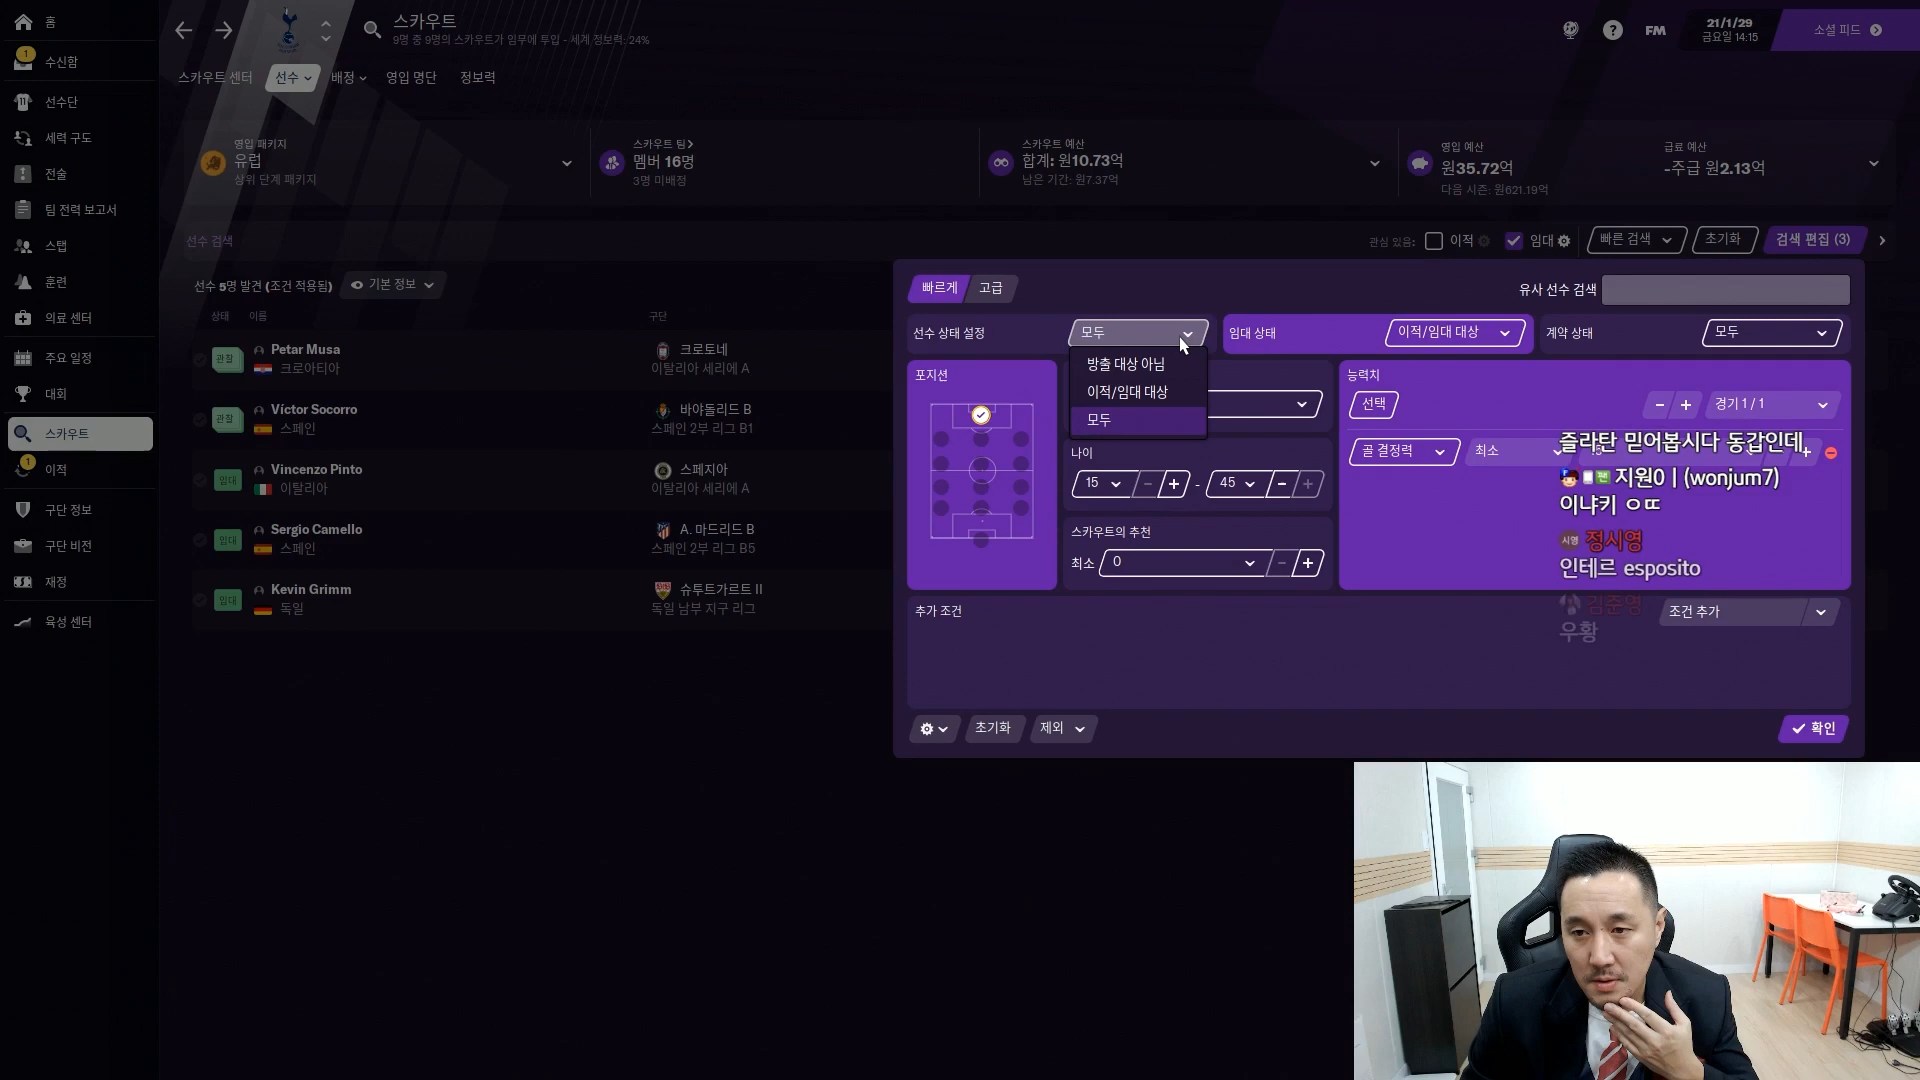 홈
수신함
1
선수단
세력 구도
전술
팀 전력 보고서
스탭
훈련
의료 센터
주요 일정
대회
스카우트
이적
1
구단 정보
구단 비전
재정
육성 센터
스카우트
9명 중 9명의 스카우트가 임무에 투입 - 세계 정보력: 24%
FM
21/1/29
금요일 14:15
소셜 피드
스카우트 센터
선수
배정
영입 명단
정보력
영입 패키지
유럽
상위 단계 패키지
스카우트 팀
멤버 16명
3명 미배정
스카우트 예산
합계: 원10.73억
남은 기간: 원7.37억
영입 예산
원35.72억
다음 시즌: 원621.19억
급료 예산
-주급 원2.13억
선수 검색
관심 있음:
이적
임대
빠른 검색
초기화
검색 편집 (3)
선수 5명 발견 (조건 적용됨)
기본 정보
상태 이름 구단
관찰 Petar Musa 크로토네
크로아티아 이탈리아 세리에 A
관찰 Víctor Socorro 바야돌리드 B
스페인 스페인 2부 리그 B1
임대 Vincenzo Pinto 스페지아
이탈리아 이탈리아 세리에 A
임대 Sergio Camello A. 마드리드 B
스페인 스페인 2부 리그 B5
임대 Kevin Grimm 슈투트가르트 II
독일 독일 남부 지구 리그
빠르게
고급
유사 선수 검색
선수 상태 설정
모두
방출 대상 아님
이적/임대 대상
모두
임대 상태
이적/임대 대상
계약 상태
모두
포지션
나이
15 - + - 45 - +
스카우트의 추천
최소 0 - +
능력치
선택
- + 경기 1 / 1
골 결정력
최소
즐라탄 믿어봅시다 동갑인데
지원0 | (wonjum7)
이냐키 ㅇㄸ
시영 정시영
인테르 esposito
김준영
우황
추가 조건
조건 추가
초기화
제외
확인